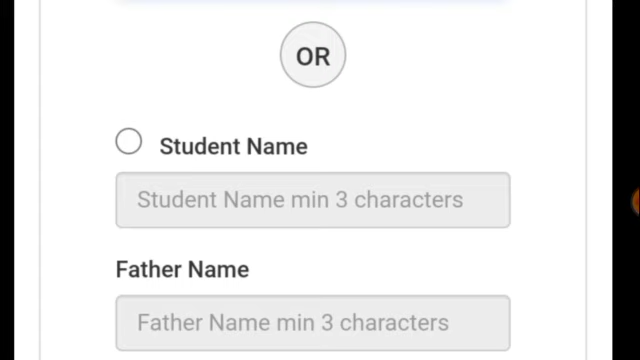 OR
Student Name
Student Name min 3 characters
Father Name
Father Name min 3 characters